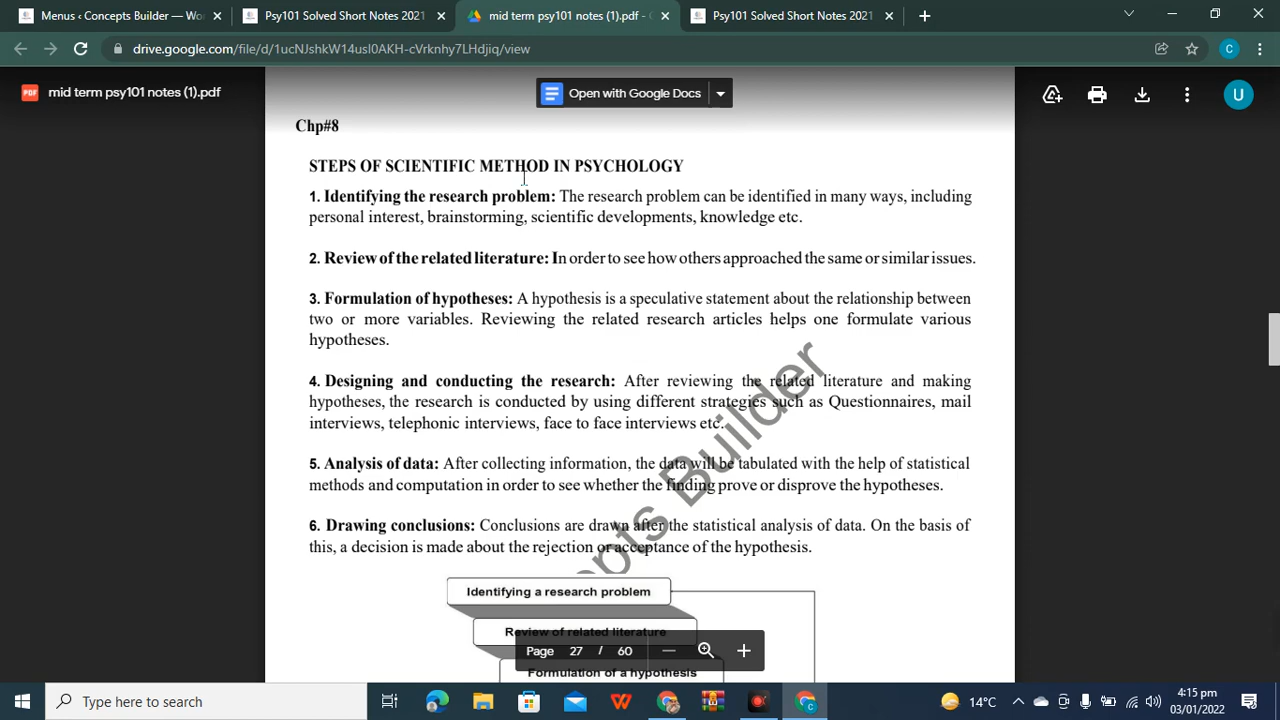 Menus ‹ Concepts Builder — Wor
Psy101 Solved Short Notes 2021
mid term psy101 notes (1).pdf - G
Psy101 Solved Short Notes 2021
drive.google.com/file/d/1ucNJshkW14usl0AKH-cVrknhy7LHdjiq/view
C
PDF
mid term psy101 notes (1).pdf
Open with Google Docs
U
Chp#8
STEPS OF SCIENTIFIC METHOD IN PSYCHOLOGY
1. Identifying the research problem: The research problem can be identified in many ways, including
personal interest, brainstorming, scientific developments, knowledge etc.
2. Review of the related literature: In order to see how others approached the same or similar issues.
3. Formulation of hypotheses: A hypothesis is a speculative statement about the relationship between
two or more variables. Reviewing the related research articles helps one formulate various
hypotheses.
4. Designing and conducting the research: After reviewing the related literature and making
hypotheses, the research is conducted by using different strategies such as Questionnaires, mail
interviews, telephonic interviews, face to face interviews etc.
5. Analysis of data: After collecting information, the data will be tabulated with the help of statistical
methods and computation in order to see whether the finding prove or disprove the hypotheses.
6. Drawing conclusions: Conclusions are drawn after the statistical analysis of data. On the basis of
this, a decision is made about the rejection or acceptance of the hypothesis.
epts Builder
Identifying a research problem
Review of related literature
Formulation of a hypothesis
Page 27 / 60
Type here to search
14°C
4:15 pm
03/01/2022